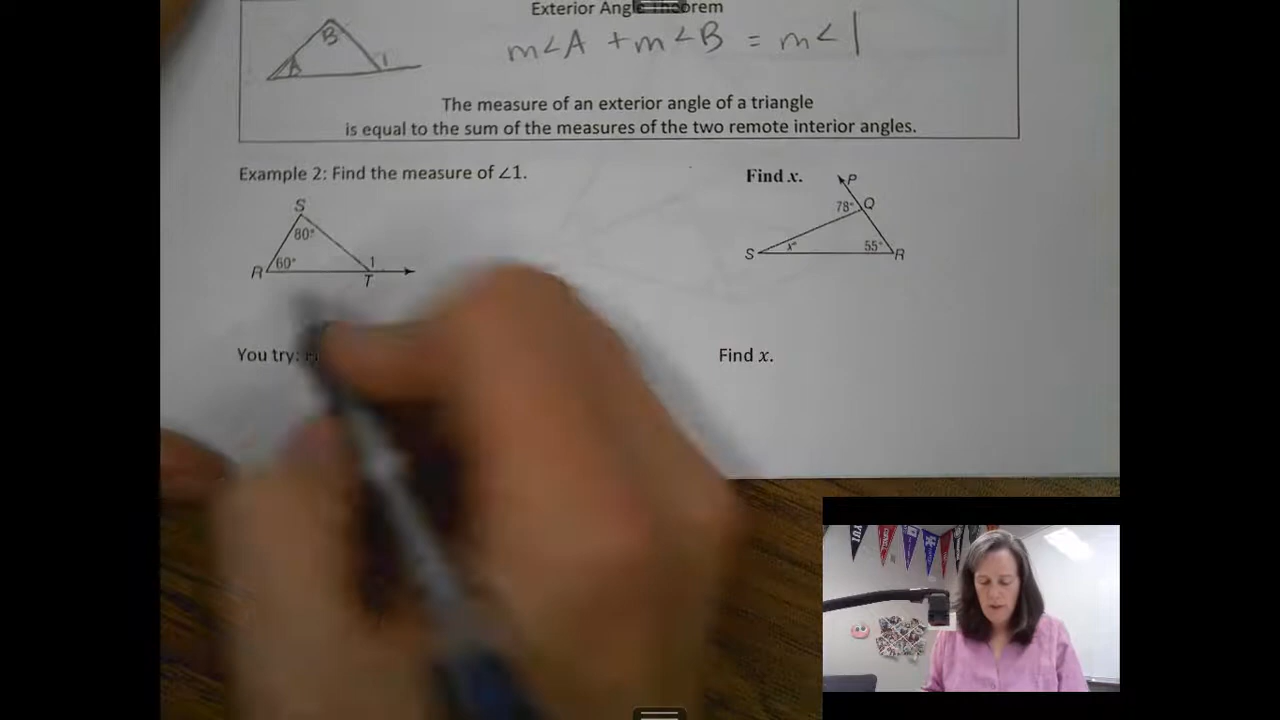 Exterior Angle Theorem
B
A
1
m∠A + m∠B = m∠1
The measure of an exterior angle of a triangle
is equal to the sum of the measures of the two remote interior angles.
Example 2: Find the measure of ∠1.
S
80°
R
60°
1
T
Find x.
P
78°
Q
S
x°
55°
R
You try:
Find x.